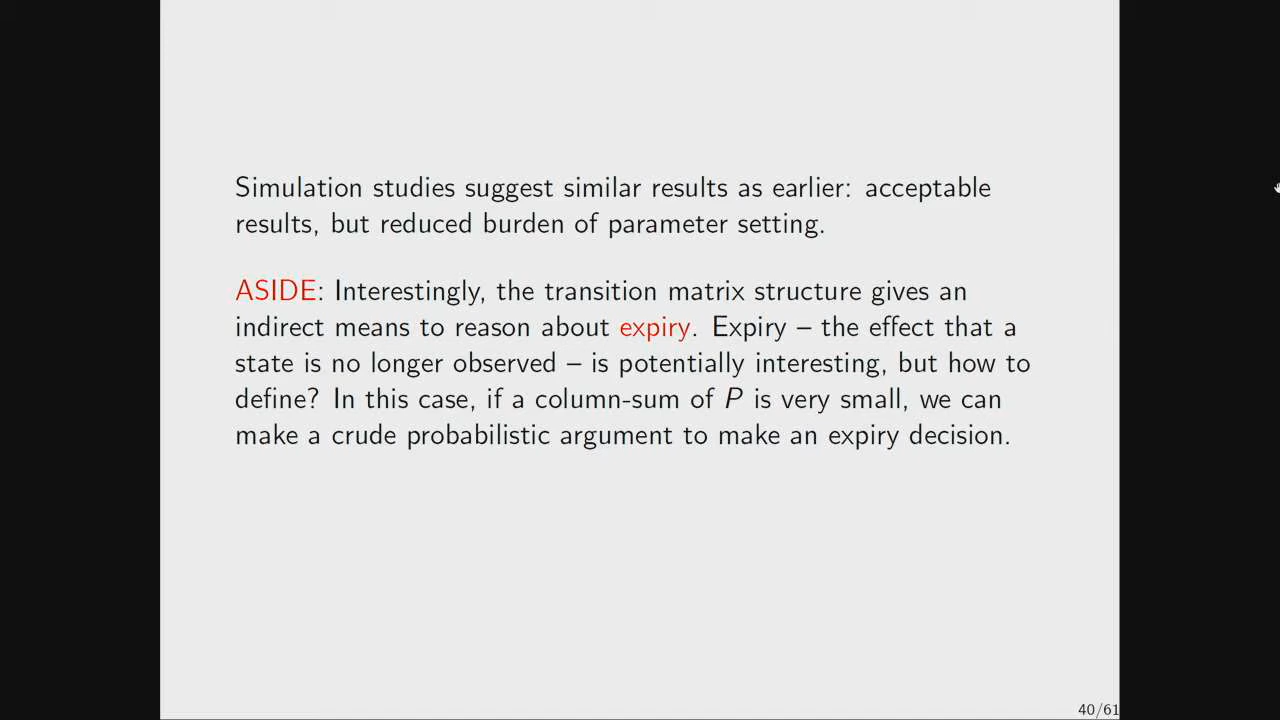 Simulation studies suggest similar results as earlier: acceptable
results, but reduced burden of parameter setting.
ASIDE: Interestingly, the transition matrix structure gives an
indirect means to reason about expiry. Expiry – the effect that a
state is no longer observed – is potentially interesting, but how to
define? In this case, if a column-sum of P is very small, we can
make a crude probabilistic argument to make an expiry decision.
40/61